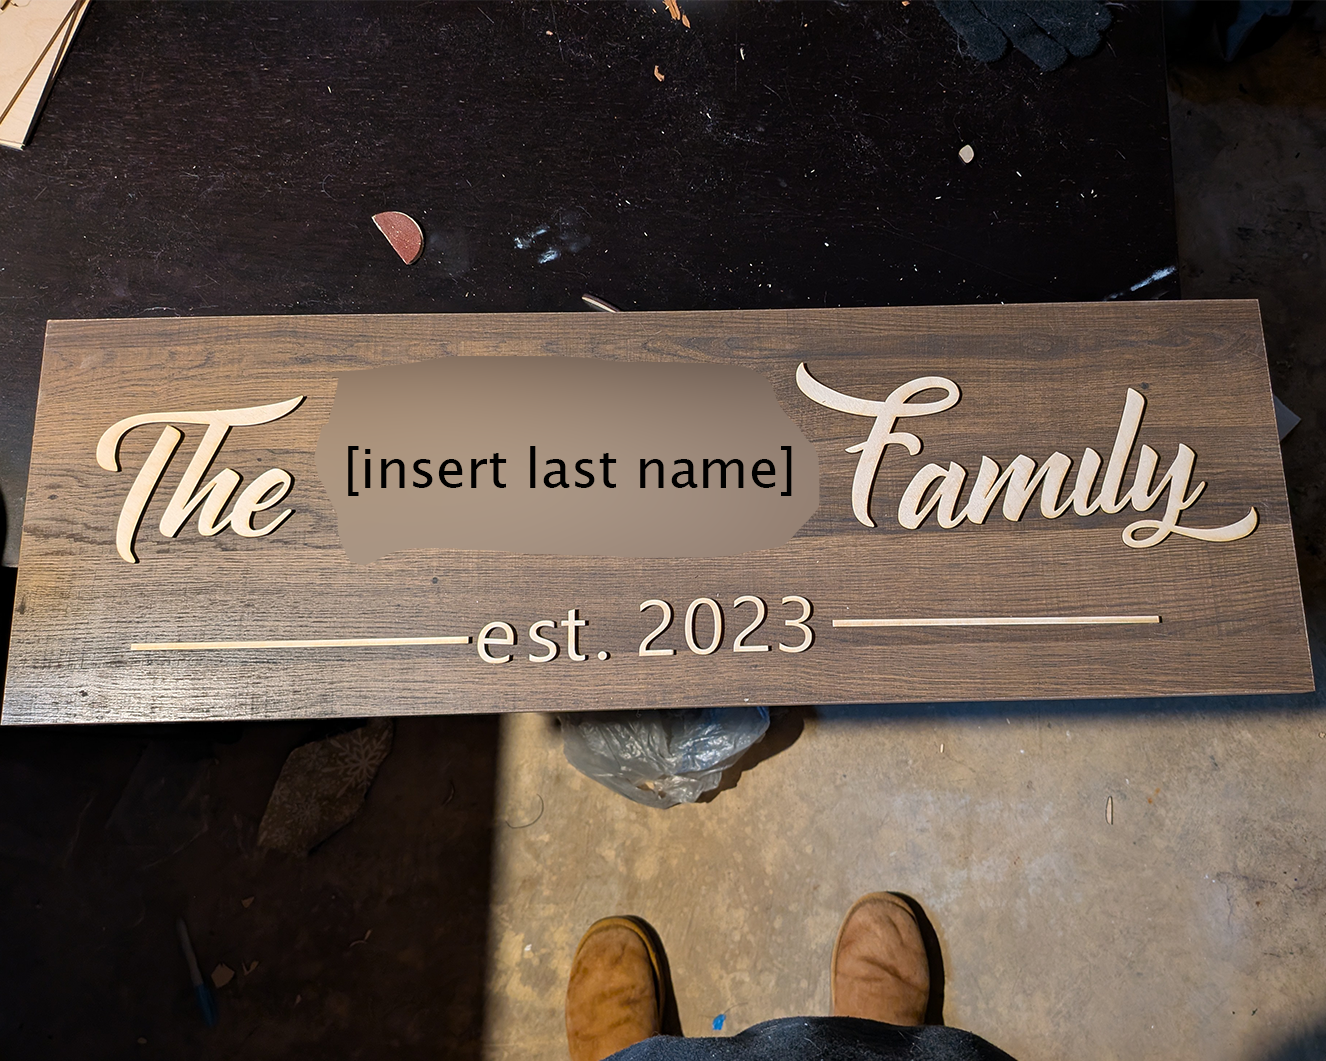 The [insert last name] Family
est. 2023